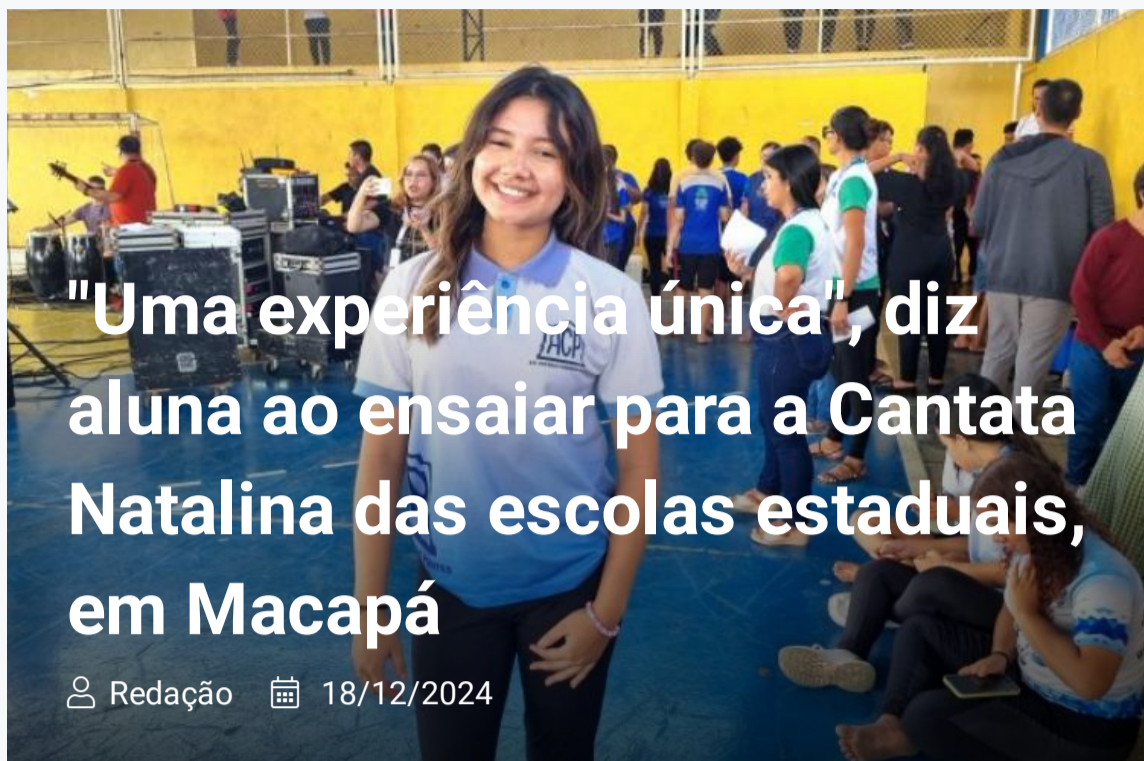 "Uma experiência única", diz
aluna ao ensaiar para a Cantata
Natalina das escolas estaduais,
em Macapá
Redação 18/12/2024